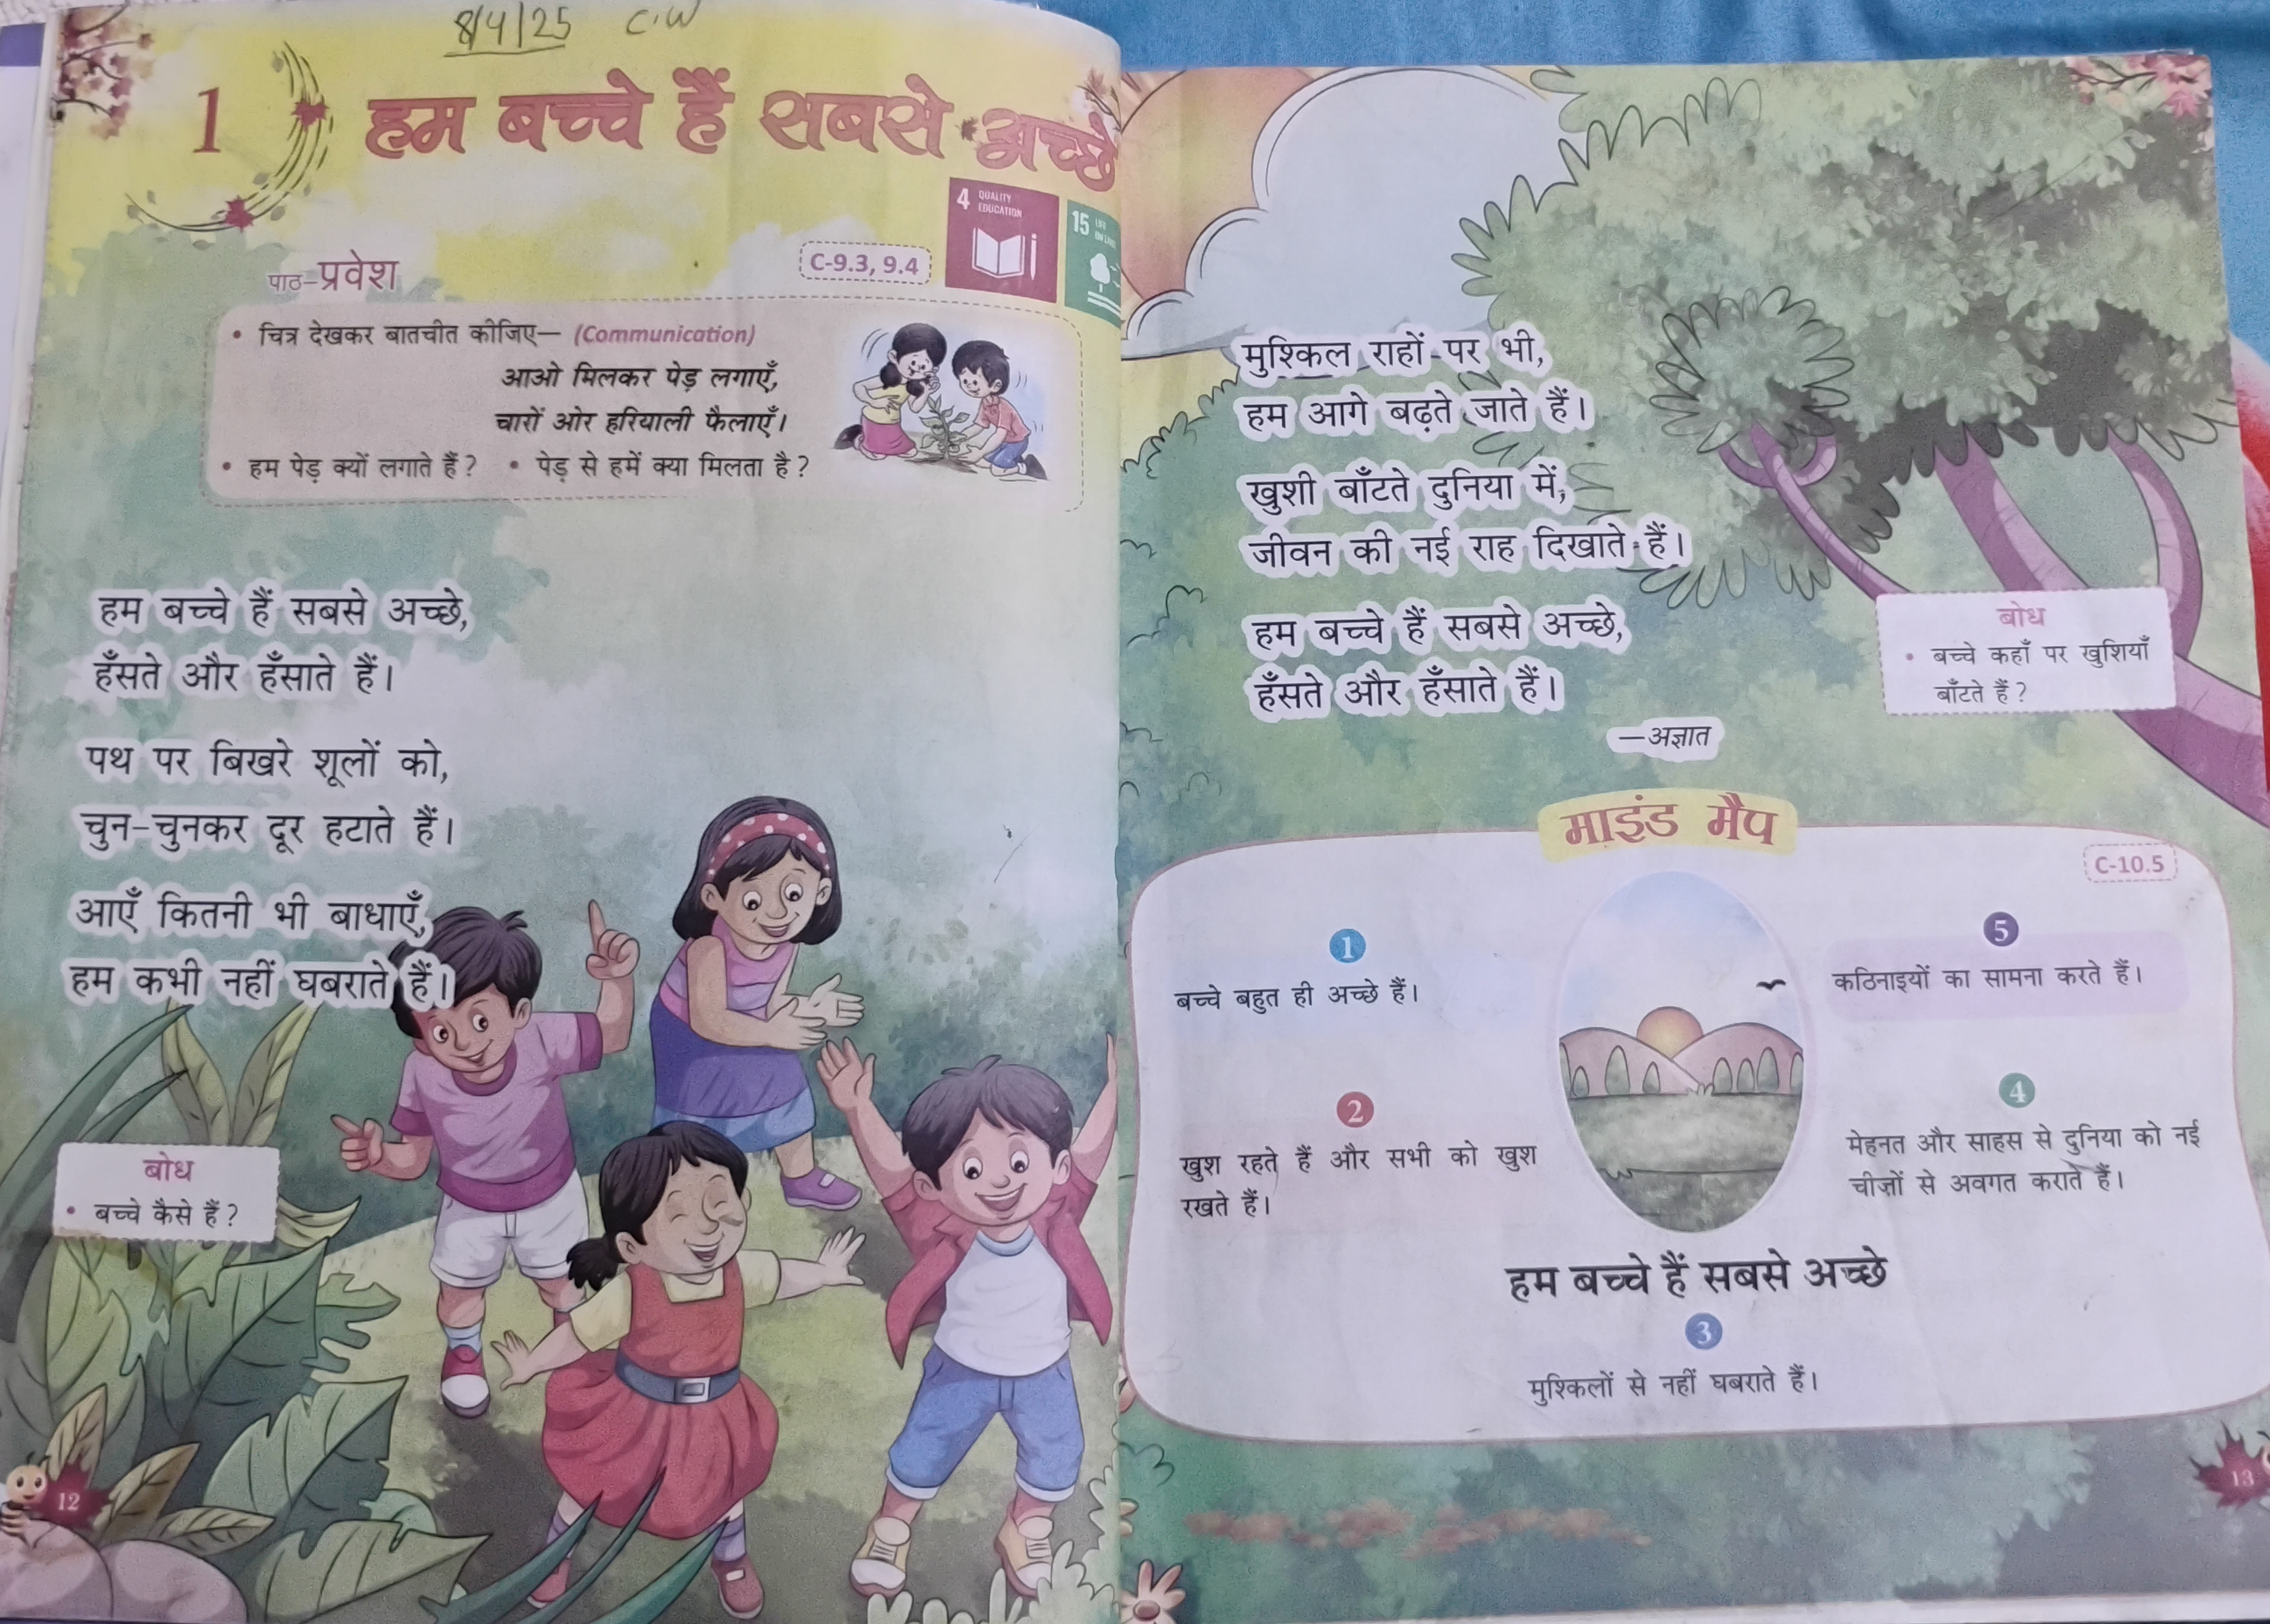 8/4/25 C.W
1 हम बच्चे हैं सबसे अच्छे
4 QUALITY EDUCATION
15
पाठ-प्रवेश
C-9.3, 9.4
• चित्र देखकर बातचीत कीजिए— (Communication)
आओ मिलकर पेड़ लगाएँ,
चारों ओर हरियाली फैलाएँ।
• हम पेड़ क्यों लगाते हैं? • पेड़ से हमें क्या मिलता है?
हम बच्चे हैं सबसे अच्छे,
हँसते और हँसाते हैं।
पथ पर बिखरे शूलों को,
चुन-चुनकर दूर हटाते हैं।
आएँ कितनी भी बाधाएँ,
हम कभी नहीं घबराते हैं।
बोध
• बच्चे कैसे हैं?
12
मुश्किल राहों पर भी,
हम आगे बढ़ते जाते हैं।
खुशी बाँटते दुनिया में,
जीवन की नई राह दिखाते हैं।
हम बच्चे हैं सबसे अच्छे,
हँसते और हँसाते हैं।
—अज्ञात
बोध
• बच्चे कहाँ पर खुशियाँ
बाँटते हैं?
माइंड मैप
C-10.5
1
बच्चे बहुत ही अच्छे हैं।
2
खुश रहते हैं और सभी को खुश
रखते हैं।
5
कठिनाइयों का सामना करते हैं।
4
मेहनत और साहस से दुनिया को नई
चीज़ों से अवगत कराते हैं।
हम बच्चे हैं सबसे अच्छे
3
मुश्किलों से नहीं घबराते हैं।
13